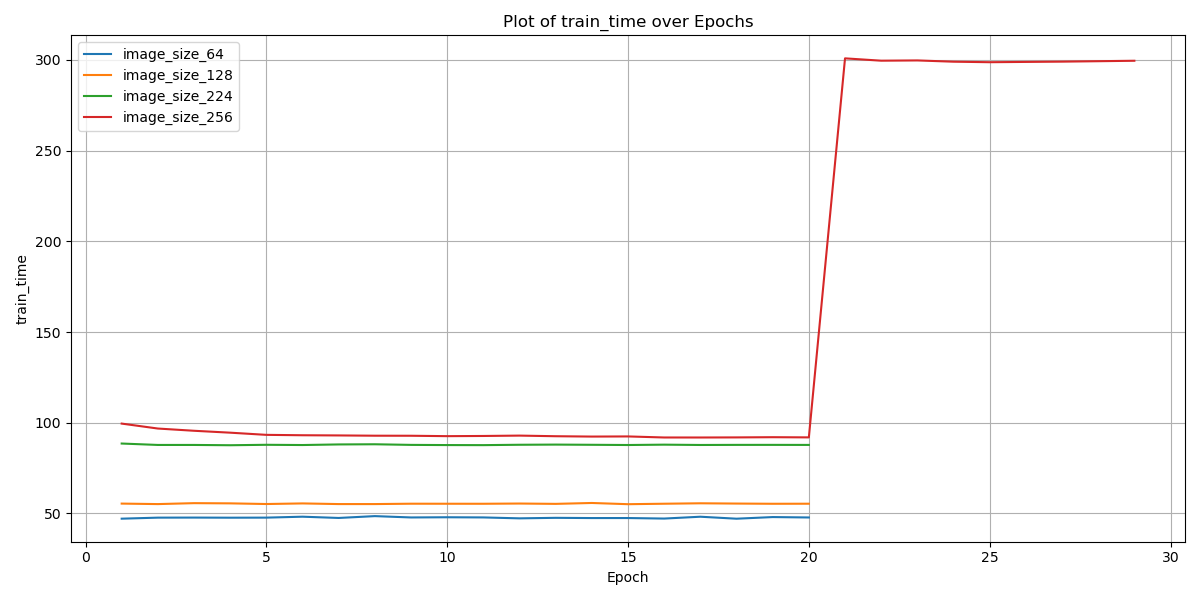 Plot of train_time over Epochs
image_size_64
image_size_128
image_size_224
image_size_256
300
250
200
150
100
50
train_time
0
5
10
15
20
25
30
Epoch